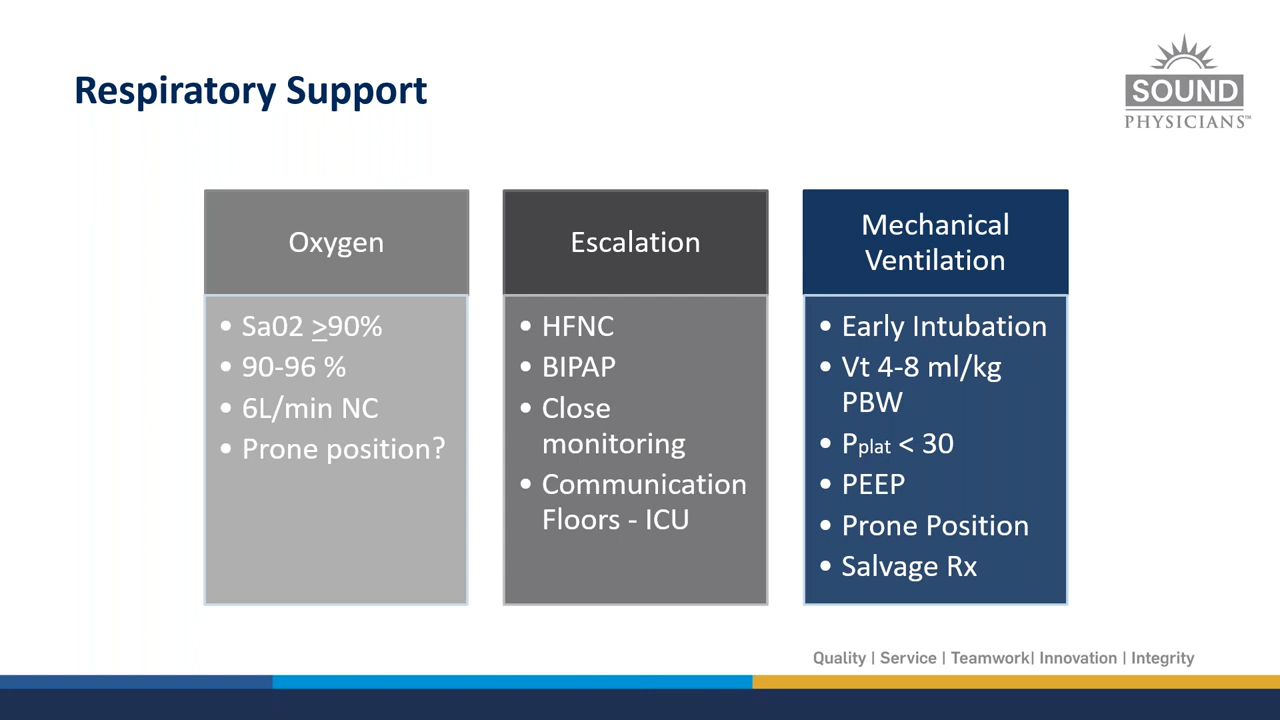 Respiratory Support
SOUND
PHYSICIANS™
Oxygen
• Sa02 ≥90%
• 90-96 %
• 6L/min NC
• Prone position?
Escalation
• HFNC
• BIPAP
• Close
monitoring
• Communication
Floors - ICU
Mechanical
Ventilation
• Early Intubation
• Vt 4-8 ml/kg
PBW
• Pplat < 30
• PEEP
• Prone Position
• Salvage Rx
Quality | Service | Teamwork| Innovation | Integrity